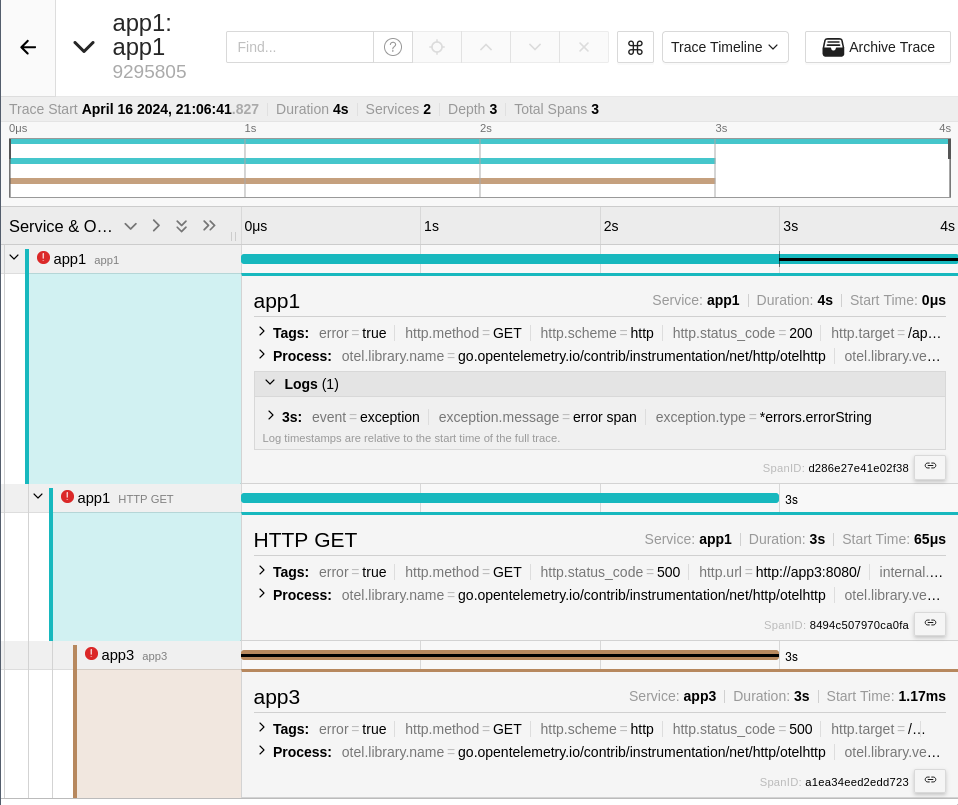 app1:
app1
9295805
Find...
?
⌘
Trace Timeline
Archive Trace
Trace Start April 16 2024, 21:06:41.827 Duration 4s Services 2 Depth 3 Total Spans 3
0μs 1s 2s 3s 4s
Service & O… 0μs 1s 2s 3s 4s
! app1 app1
app1 Service: app1 Duration: 4s Start Time: 0μs
Tags: error = true http.method = GET http.scheme = http http.status_code = 200 http.target = /ap…
Process: otel.library.name = go.opentelemetry.io/contrib/instrumentation/net/http/otelhttp otel.library.ve…
Logs (1)
3s: event = exception exception.message = error span exception.type = *errors.errorString
Log timestamps are relative to the start time of the full trace.
SpanID: d286e27e41e02f38
! app1 HTTP GET 3s
HTTP GET Service: app1 Duration: 3s Start Time: 65μs
Tags: error = true http.method = GET http.status_code = 500 http.url = http://app3:8080/ internal.…
Process: otel.library.name = go.opentelemetry.io/contrib/instrumentation/net/http/otelhttp otel.library.ve…
SpanID: 8494c507970ca0fa
! app3 app3 3s
app3 Service: app3 Duration: 3s Start Time: 1.17ms
Tags: error = true http.method = GET http.scheme = http http.status_code = 500 http.target = /…
Process: otel.library.name = go.opentelemetry.io/contrib/instrumentation/net/http/otelhttp otel.library.ve…
SpanID: a1ea34eed2edd723